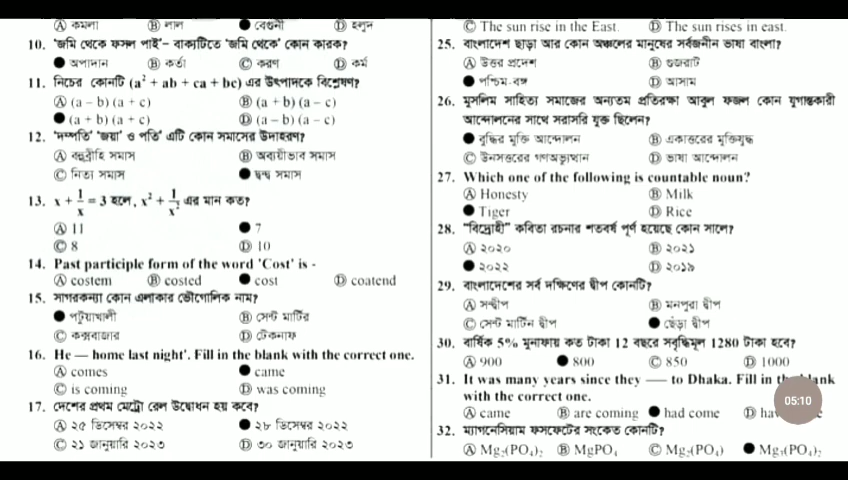 Ⓐ কমলা Ⓑ লাল ● বেগুনী Ⓓ হলুদ
10. 'জমি থেকে ফসল পাই'– বাক্যটিতে 'জমি থেকে' কোন কারক?
● অপাদান Ⓑ কর্তা Ⓒ করণ Ⓓ কর্ম
11. নিচের কোনটি (a² + ab + ca + bc) এর উৎপাদকে বিশ্লেষণ?
Ⓐ (a – b) (a + c) Ⓑ (a + b) (a – c)
● (a + b) (a + c) Ⓓ (a – b) (a – c)
12. 'দম্পতি' 'জায়া' ও পতি' এটি কোন সমাসের উদাহরণ?
Ⓐ বহুব্রীহি সমাস Ⓑ অব্যয়ীভাব সমাস
Ⓒ নিত্য সমাস ● দ্বন্দ্ব সমাস
13. x + 1/x = 3 হলে, x² + 1/x² এর মান কত?
Ⓐ 11 ● 7
Ⓒ 8 Ⓓ 10
14. Past participle form of the word 'Cost' is -
Ⓐ costem Ⓑ costed ● cost Ⓓ coatend
15. সাগরকন্যা কোন এলাকার ভৌগোলিক নাম?
● পটুয়াখালী Ⓑ সেন্ট মার্টির
Ⓒ কক্সবাজার Ⓓ টেকনাফ
16. He — home last night'. Fill in the blank with the correct one.
Ⓐ comes ● came
Ⓒ is coming Ⓓ was coming
17. দেশের প্রথম মেট্রো রেল উদ্বোধন হয় কবে?
Ⓐ ২৫ ডিসেম্বর ২০২২ ● ২৮ ডিসেম্বর ২০২২
Ⓒ ২১ জানুয়ারি ২০২৩ Ⓓ ৩০ জানুয়ারি ২০২৩
Ⓒ The sun rise in the East. Ⓓ The sun rises in east.
25. বাংলাদেশ ছাড়া আর কোন অঞ্চলের মানুষের সর্বজনীন ভাষা বাংলা?
Ⓐ উত্তর প্রদেশ Ⓑ গুজরাট
● পশ্চিম-বঙ্গ Ⓓ আসাম
26. মুসলিম সাহিত্য সমাজের অন্যতম প্রতিরক্ষা আবুল ফজল কোন যুগান্তকারী
আন্দোলনের সাথে সরাসরি যুক্ত ছিলেন?
● বুদ্ধির মুক্তি আন্দোলন Ⓑ একাত্তরের মুক্তিযুদ্ধ
Ⓒ উনসত্তরের গণঅভ্যুত্থান Ⓓ ভাষা আন্দোলন
27. Which one of the following is countable noun?
Ⓐ Honesty Ⓑ Milk
● Tiger Ⓓ Rice
28. "বিদ্রোহী" কবিতা রচনার শতবর্ষ পূর্ণ হয়েছে কোন সালে?
Ⓐ ২০২০ Ⓑ ২০২১
● ২০২২ Ⓓ ২০১৯
29. বাংলাদেশের সর্ব দক্ষিণের দ্বীপ কোনটি?
Ⓐ সন্দ্বীপ Ⓑ মনপুরা দ্বীপ
Ⓒ সেন্ট মার্টিন দ্বীপ ● ছেঁড়া দ্বীপ
30. বার্ষিক 5% মুনাফায় কত টাকা 12 বছরে সবৃদ্ধিমূল 1280 টাকা হবে?
Ⓐ 900 ● 800 Ⓒ 850 Ⓓ 1000
31. It was many years since they — to Dhaka. Fill in the blank
with the correct one.
Ⓐ came Ⓑ are coming ● had come Ⓓ
05:10
32. ম্যাগনেসিয়াম ফসফেটের সংকেত কোনটি?
Ⓐ Mg₂(PO₄)₂ Ⓑ MgPO₄ Ⓒ Mg₂(PO₄) ● Mg₃(PO₄)₂